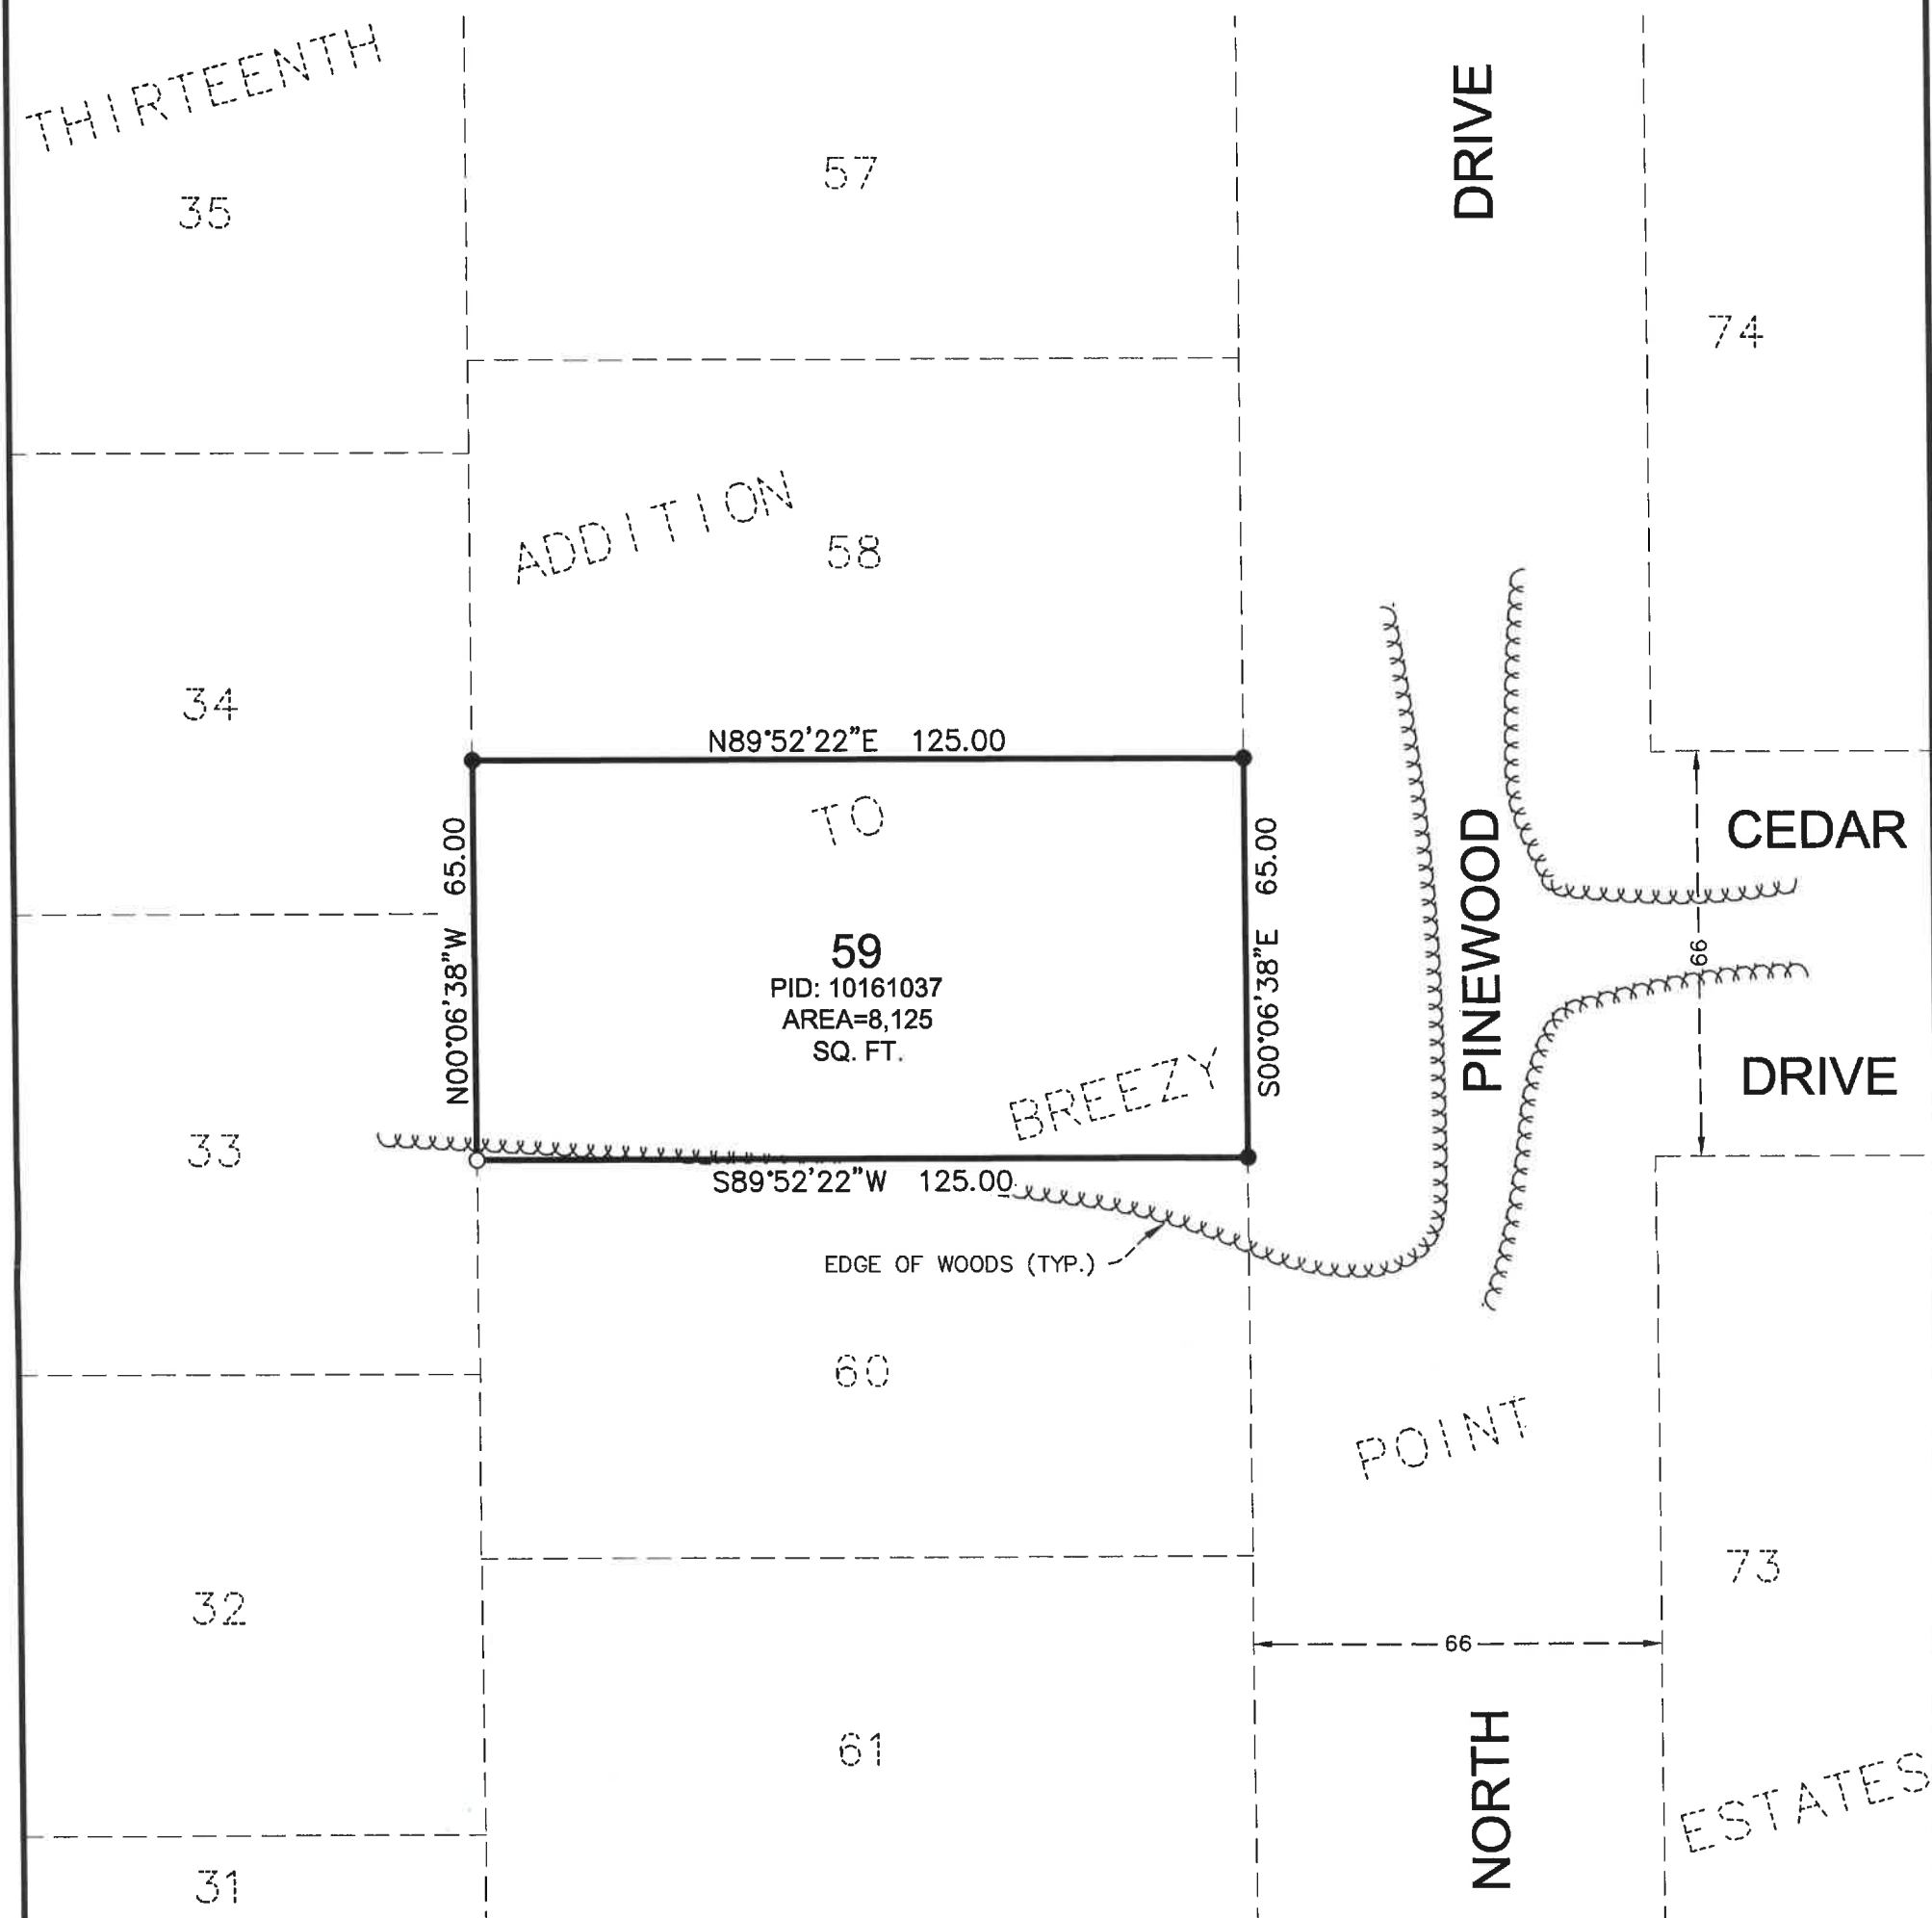 THIRTEENTH
DRIVE
57
35
74
ADDITION
58
34
N89°52'22"E 125.00
TO
CEDAR
N00°06'38"W 65.00
S00°06'38"E 65.00
PINEWOOD
59
PID: 10161037
AREA=8,125
SQ. FT.
66
DRIVE
BREEZY
33
S89°52'22"W 125.00
EDGE OF WOODS (TYP.)
60
POINT
73
32
66
61
NORTH
ESTATES
31